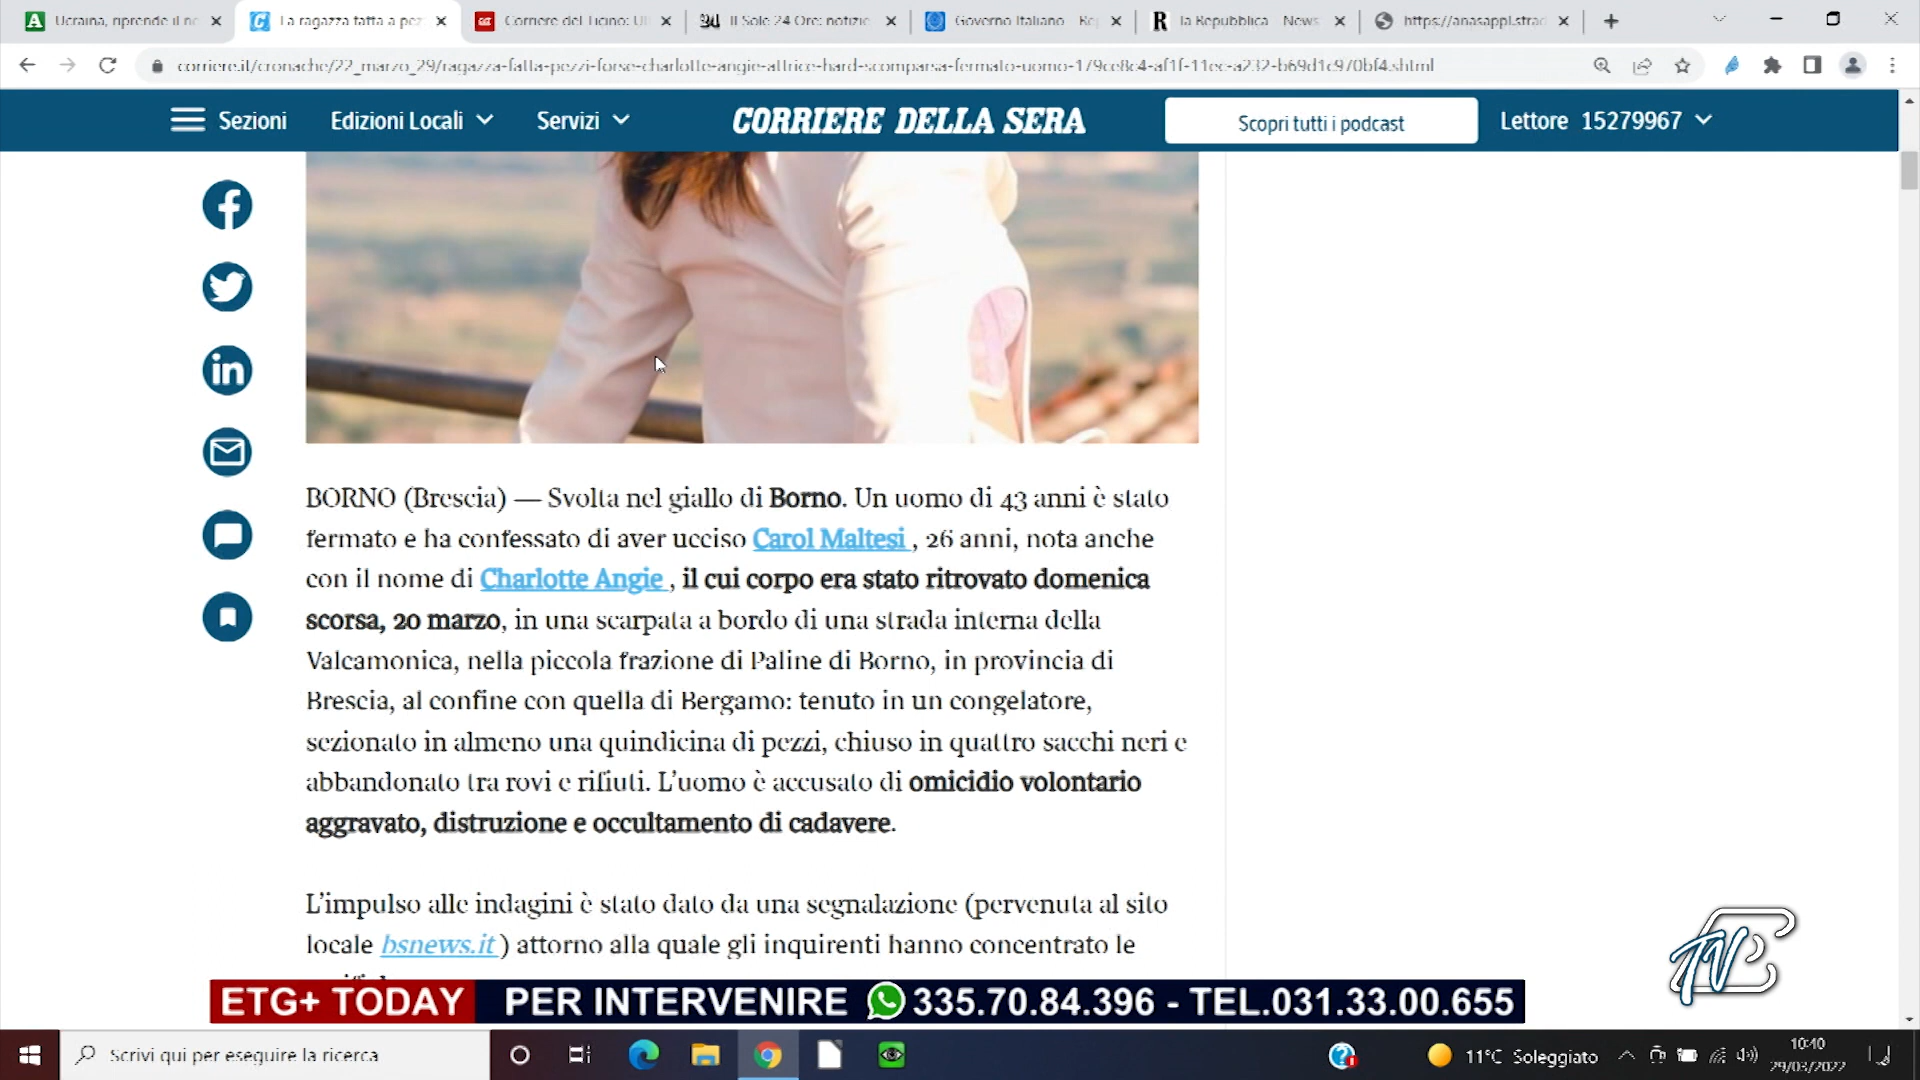 Ucraina, riprende il n
La ragazza fatta a pez
Corriere del Ticino: Ul
Il Sole 24 Ore: notizie
Governo Italiano - Rep
la Repubblica - News
https://anasappl.strad
corriere.it/cronache/22_marzo_29/ragazza-fatta-pezzi-forse-charlotte-angie-attrice-hard-scomparsa-fermato-uomo-179ce8c4-af1f-11ec-a232-b69d1c970bf4.shtml
Sezioni Edizioni Locali Servizi CORRIERE DELLA SERA Scopri tutti i podcast Lettore 15279967
BORNO (Brescia) — Svolta nel giallo di Borno. Un uomo di 43 anni è stato
fermato e ha confessato di aver ucciso Carol Maltesi , 26 anni, nota anche
con il nome di Charlotte Angie , il cui corpo era stato ritrovato domenica
scorsa, 20 marzo, in una scarpata a bordo di una strada interna della
Valcamonica, nella piccola frazione di Paline di Borno, in provincia di
Brescia, al confine con quella di Bergamo: tenuto in un congelatore,
sezionato in almeno una quindicina di pezzi, chiuso in quattro sacchi neri e
abbandonato tra rovi e rifiuti. L'uomo è accusato di omicidio volontario
aggravato, distruzione e occultamento di cadavere.
L'impulso alle indagini è stato dato da una segnalazione (pervenuta al sito
locale bsnews.it ) attorno alla quale gli inquirenti hanno concentrato le
ETG+ TODAY PER INTERVENIRE 335.70.84.396 - TEL.031.33.00.655
Scrivi qui per eseguire la ricerca
11°C Soleggiato
10:40
29/03/2022